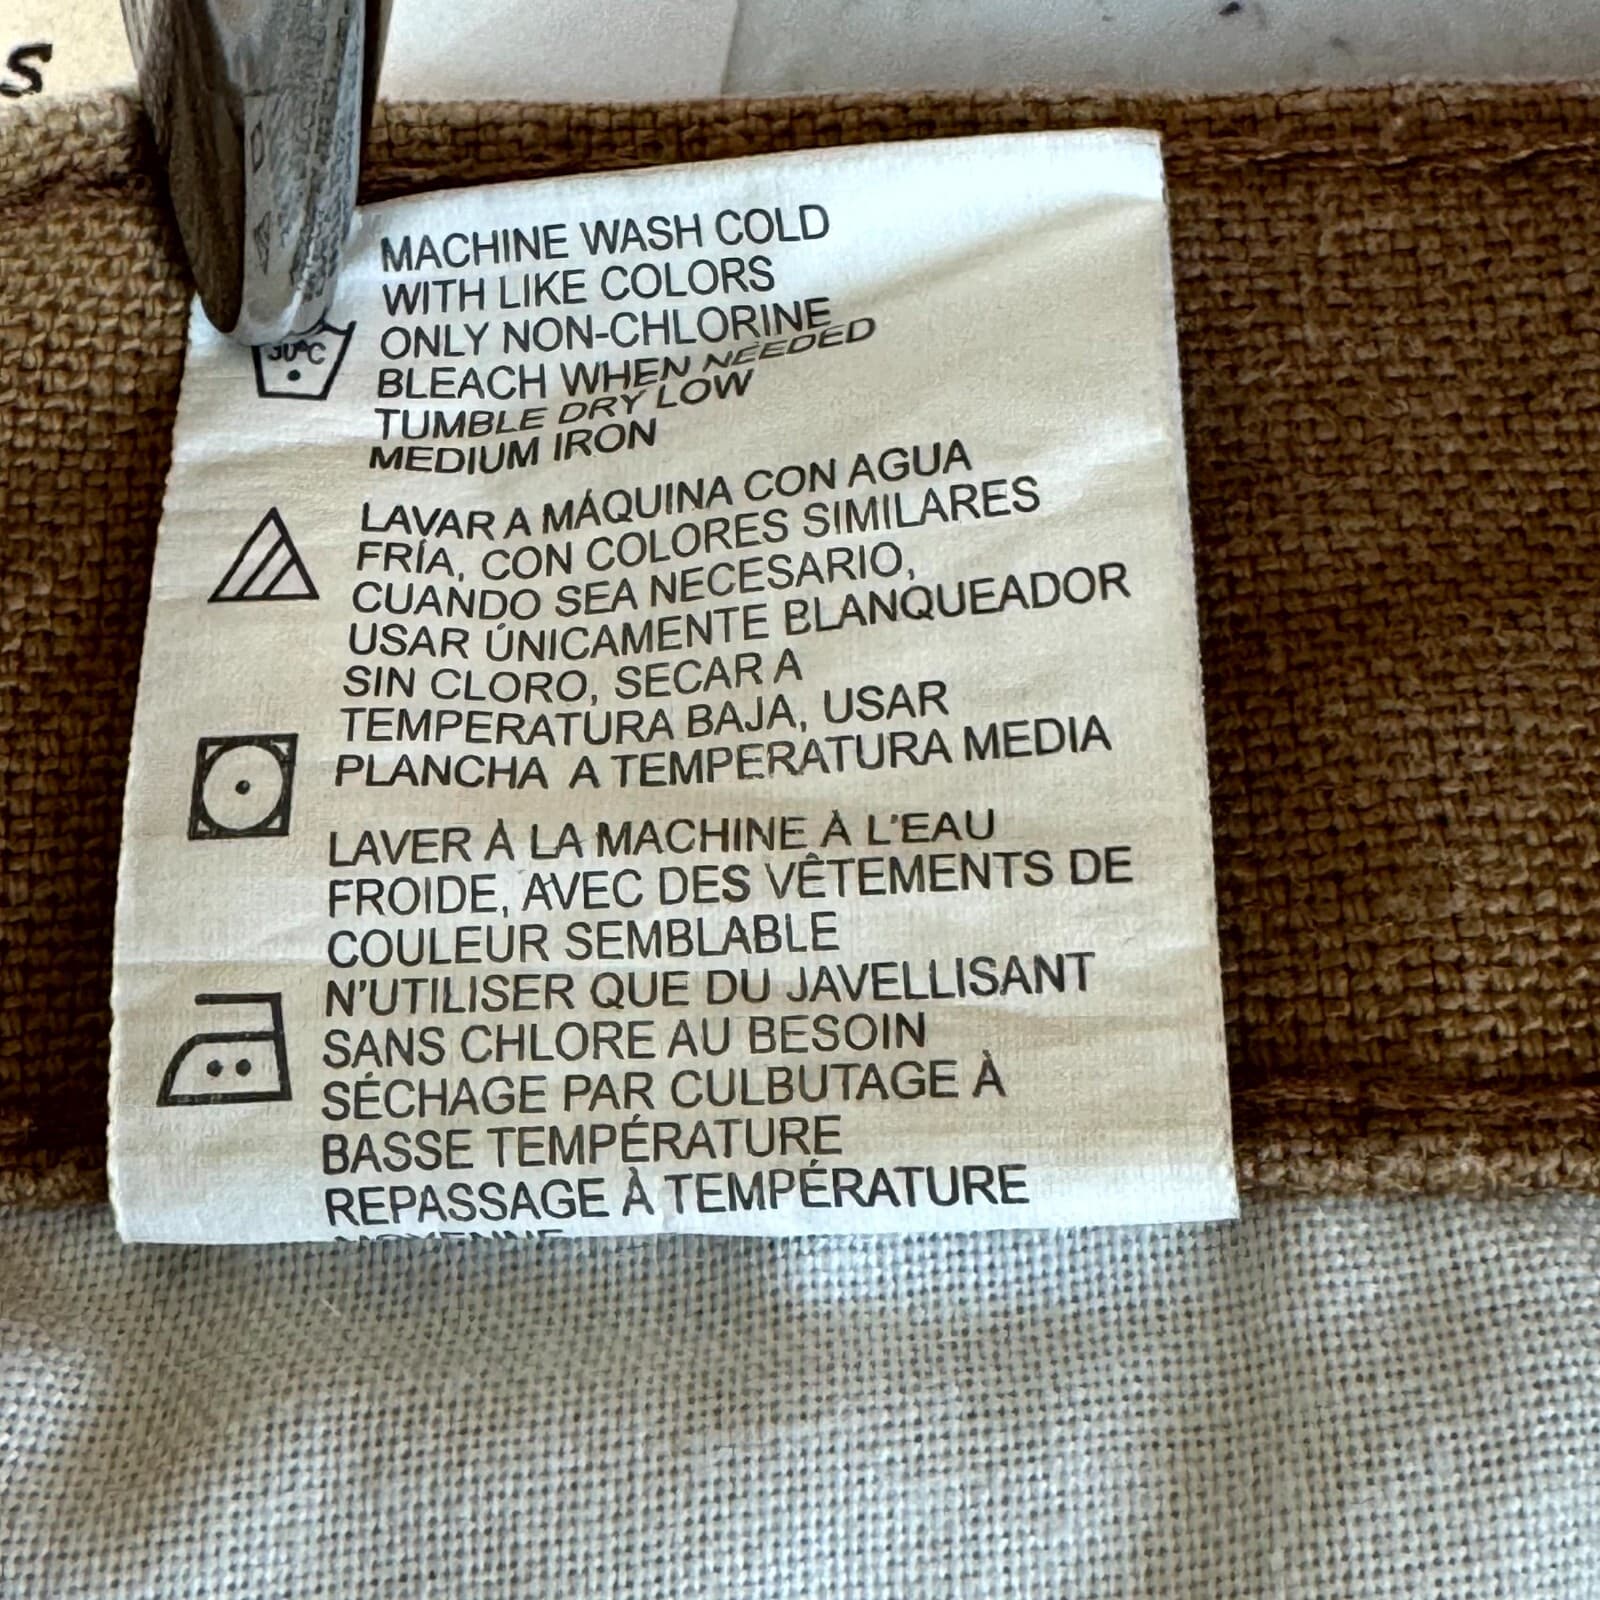 s
MACHINE WASH COLD
WITH LIKE COLORS
ONLY NON-CHLORINE
BLEACH WHEN NEEDED
TUMBLE DRY LOW
MEDIUM IRON
30°C
LAVAR A MÁQUINA CON AGUA
FRÍA, CON COLORES SIMILARES
CUANDO SEA NECESARIO,
USAR ÚNICAMENTE BLANQUEADOR
SIN CLORO, SECAR A
TEMPERATURA BAJA, USAR
PLANCHA A TEMPERATURA MEDIA
LAVER À LA MACHINE À L'EAU
FROIDE, AVEC DES VÊTEMENTS DE
COULEUR SEMBLABLE
N'UTILISER QUE DU JAVELLISANT
SANS CHLORE AU BESOIN
SÉCHAGE PAR CULBUTAGE À
BASSE TEMPÉRATURE
REPASSAGE À TEMPÉRATURE
MOYENNE